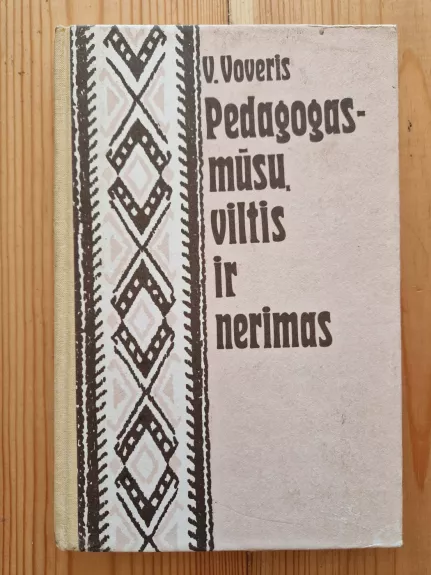 V. Voveris
Pedagogas-
mūsų
viltis
ir
nerimas